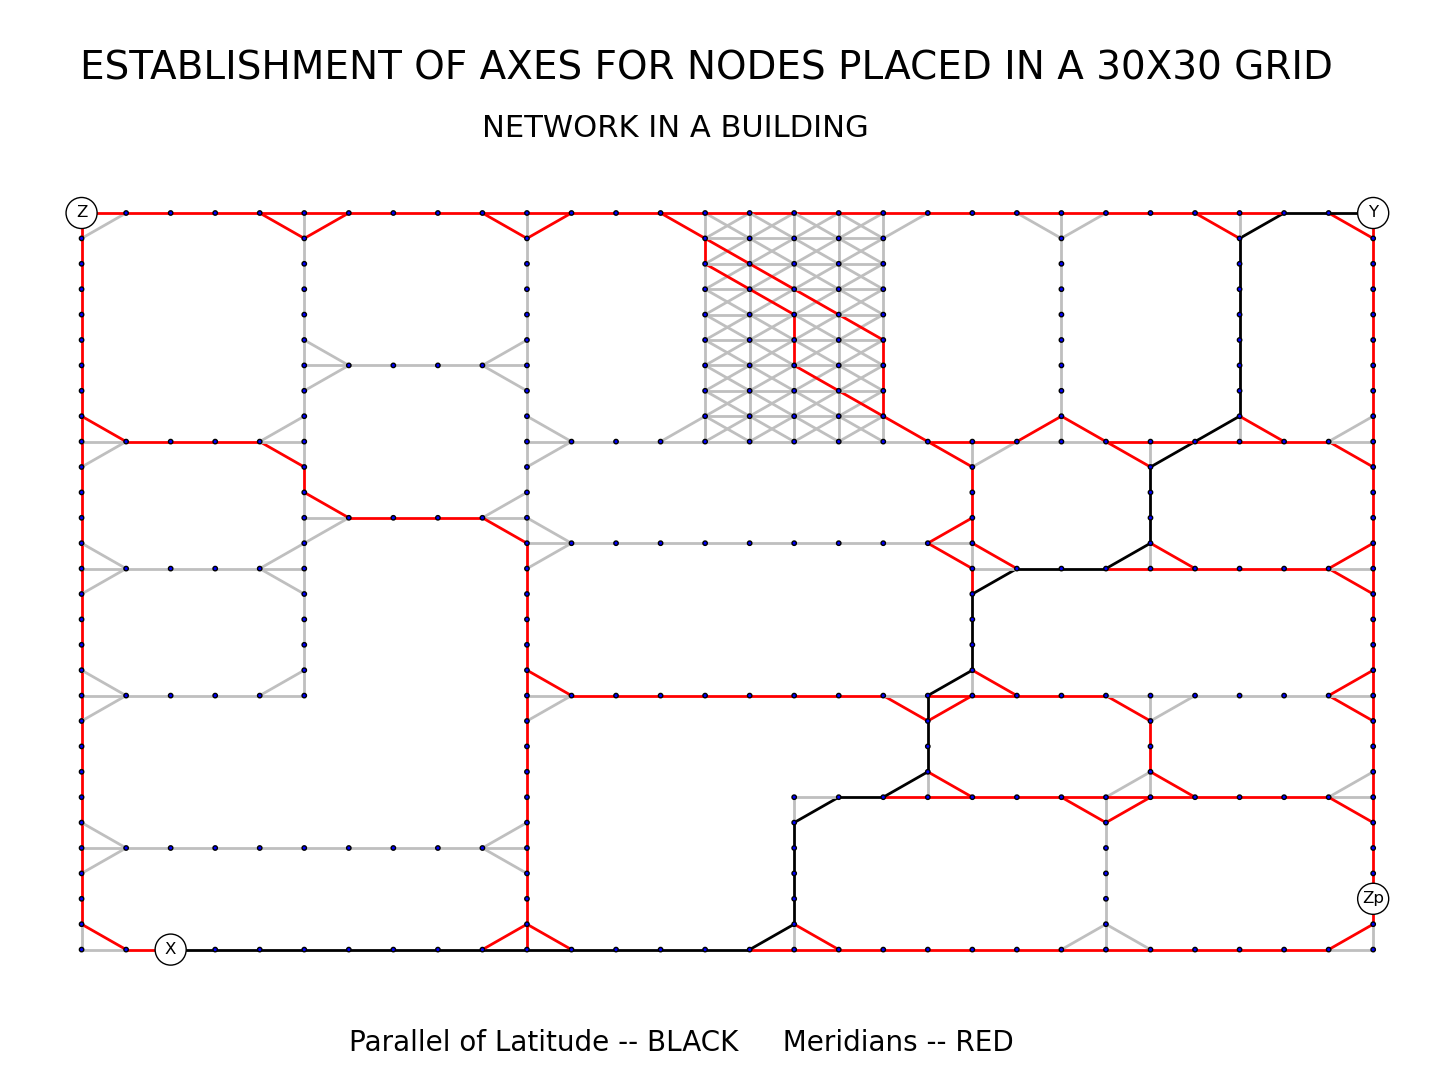 ESTABLISHMENT OF AXES FOR NODES PLACED IN A 30X30 GRID
NETWORK IN A BUILDING
Z
Y
Zp
X
Parallel of Latitude -- BLACK     Meridians -- RED